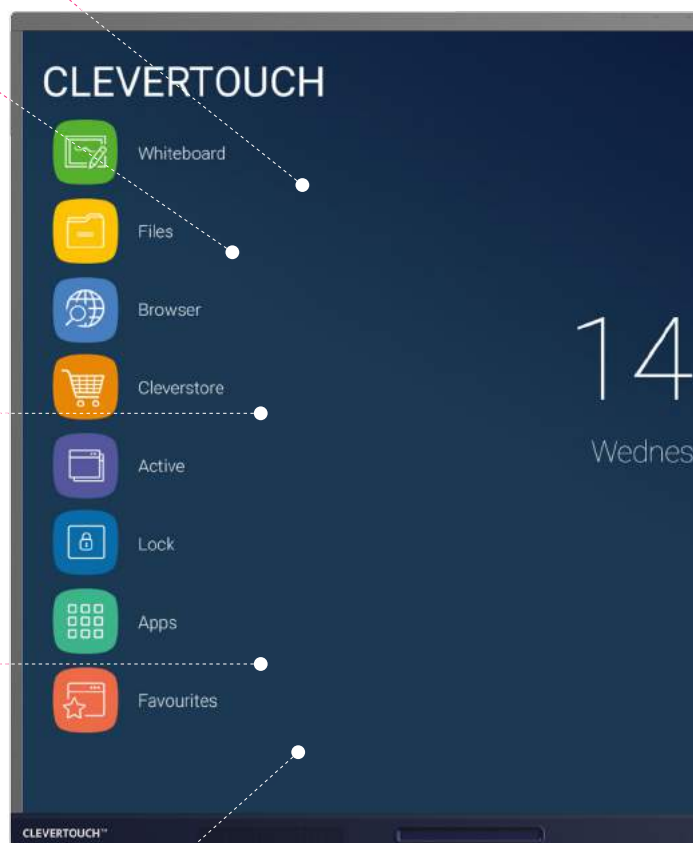 CLEVERTOUCH
Whiteboard
Files
Browser
Cleverstore
14
Wednes
Active
Lock
Apps
Favourites
CLEVERTOUCH™